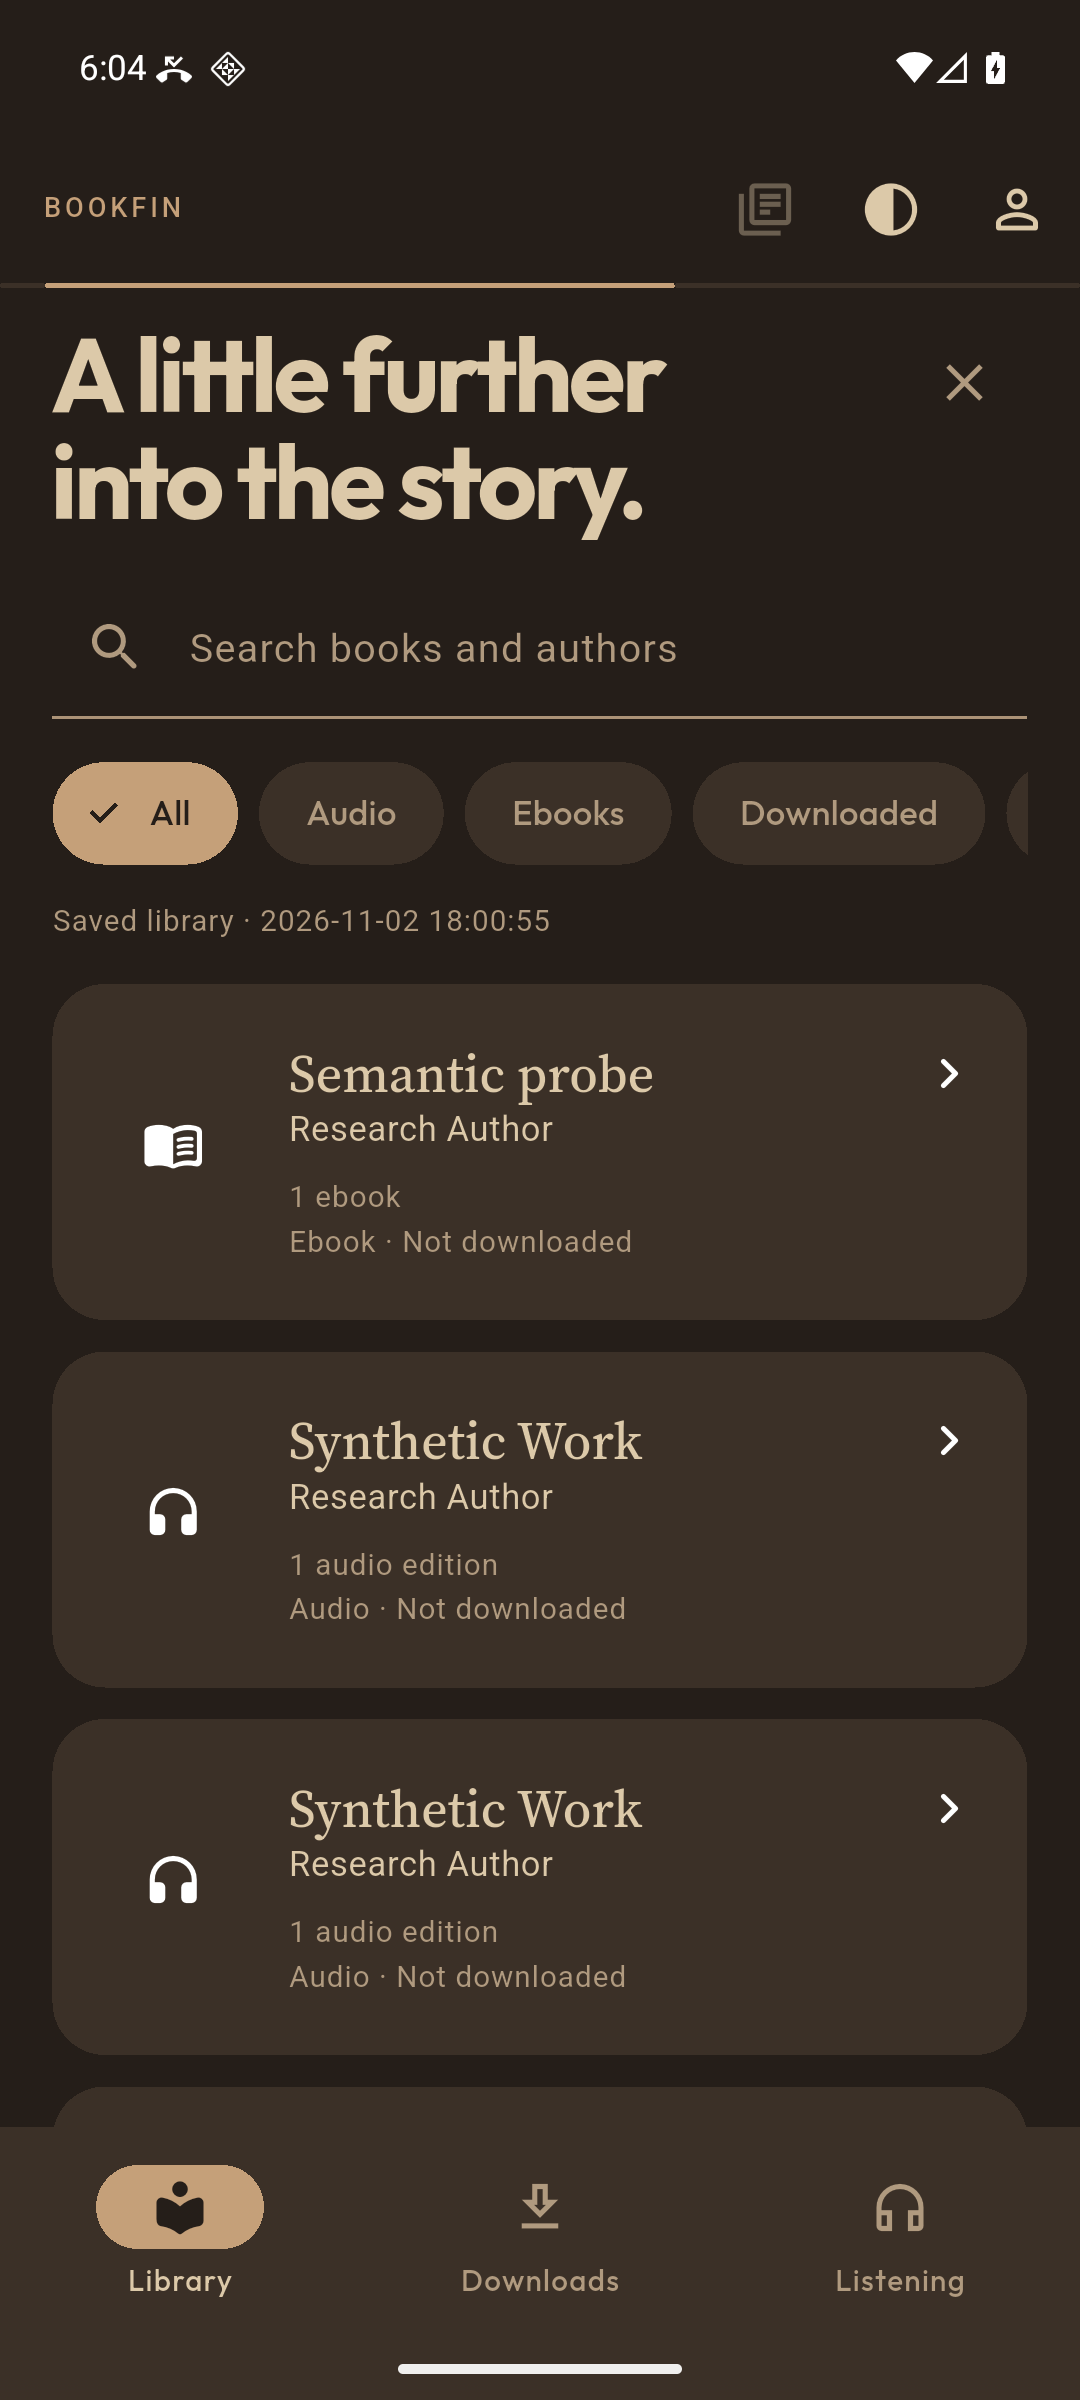 6:04
BOOKFIN
A little further
into the story.
Search books and authors
All
Audio
Ebooks
Downloaded
Saved library · 2026-11-02 18:00:55
Semantic probe
Research Author
1 ebook
Ebook · Not downloaded
Synthetic Work
Research Author
1 audio edition
Audio · Not downloaded
Synthetic Work
Research Author
1 audio edition
Audio · Not downloaded
Library
Downloads
Listening